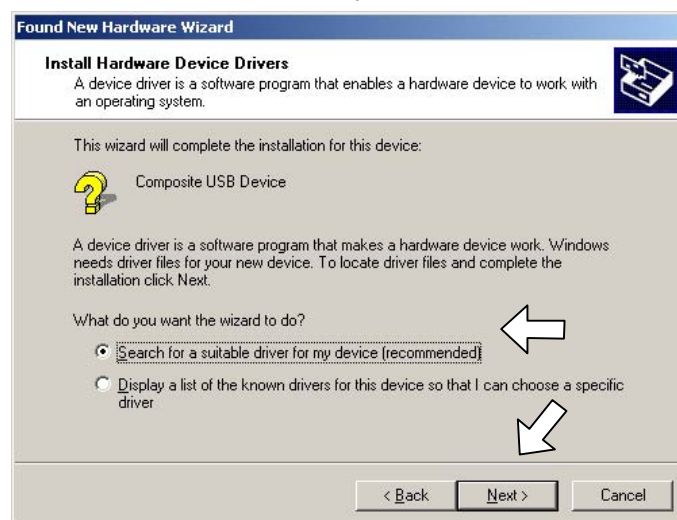 Found New Hardware Wizard
Install Hardware Device Drivers
A device driver is a software program that enables a hardware device to work with
an operating system.
This wizard will complete the installation for this device:
Composite USB Device
A device driver is a software program that makes a hardware device work. Windows
needs driver files for your new device. To locate driver files and complete the
installation click Next.
What do you want the wizard to do?
Search for a suitable driver for my device (recommended)
Display a list of the known drivers for this device so that I can choose a specific
driver
< Back Next > Cancel